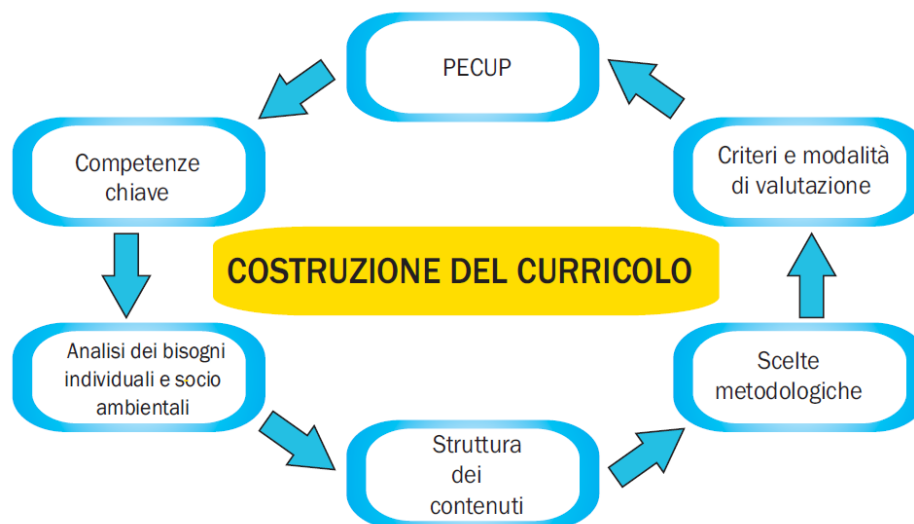 PECUP
Competenze
chiave
Criteri e modalità
di valutazione
COSTRUZIONE DEL CURRICOLO
Analisi dei bisogni
individuali e socio
ambientali
Scelte
metodologiche
Struttura
dei
contenuti